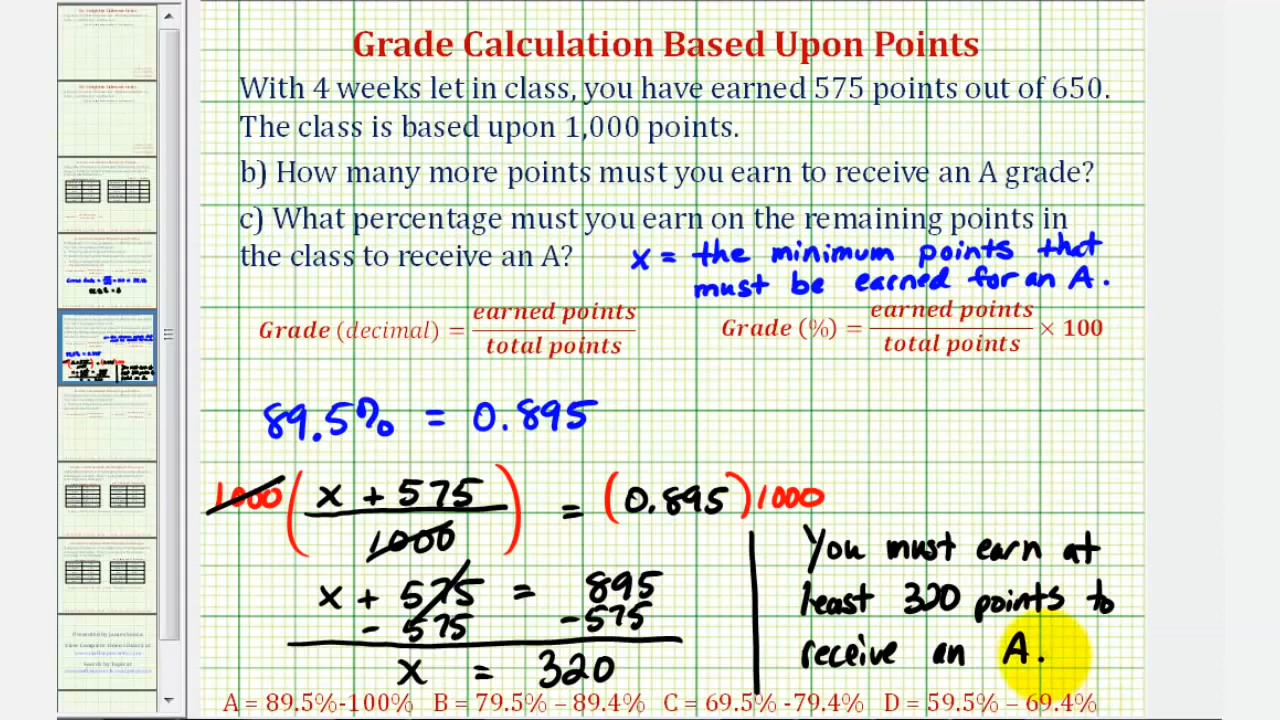 Grade Calculation Based Upon Points
With 4 weeks let in class, you have earned 575 points out of 650.
The class is based upon 1,000 points.
b) How many more points must you earn to receive an A grade?
c) What percentage must you earn on the remaining points in
the class to receive an A?
x = the minimum points that
must be earned for an A.
Grade (decimal) = earned points / total points
Grade (%) = earned points / total points × 100
89.5% = 0.895
1000 ( x + 575 / 1000 ) = (0.895) 1000
x + 575 = 895
- 575 -575
x = 320
You must earn at
least 320 points to
receive an A.
A = 89.5%-100% B = 79.5% – 89.4% C = 69.5% -79.4% D = 59.5% – 69.4%